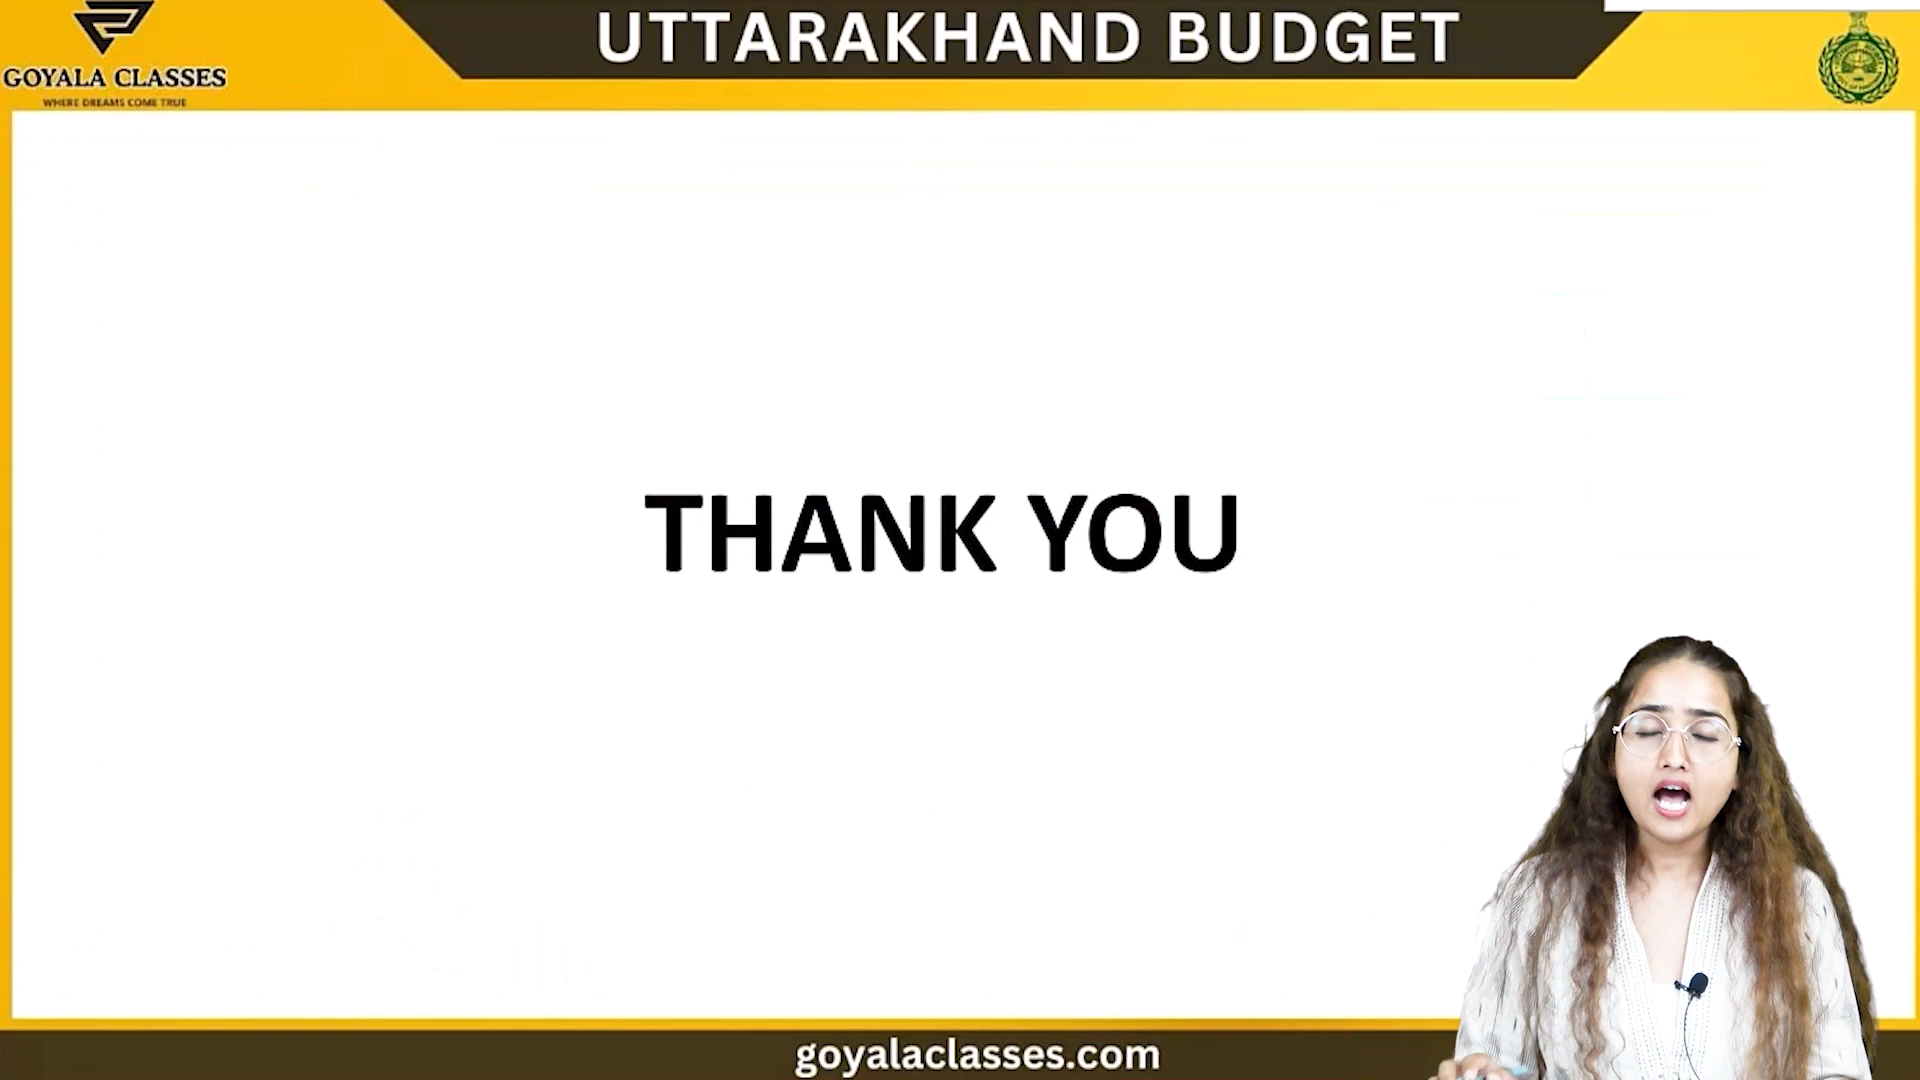 UTTARAKHAND BUDGET
GOYALA CLASSES
WHERE DREAMS COME TRUE
THANK YOU
goyalaclasses.com